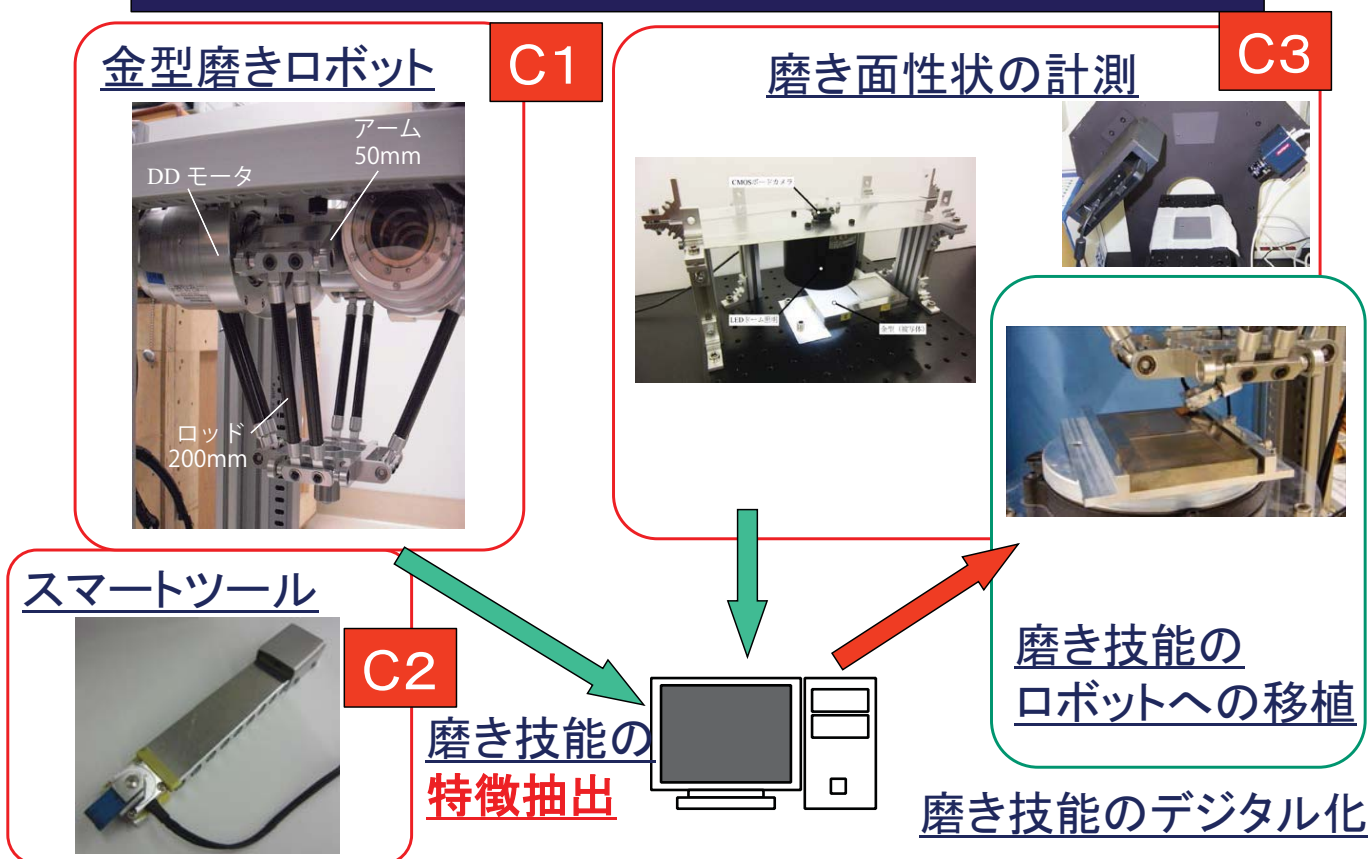 金型磨きロボット
C1
アーム
50mm
DD モータ
ロッド
200mm
磨き面性状の計測
C3
CMOSボードカメラ
LEDドーム照明
金型（被写体）
スマートツール
C2
磨き技能の
特徴抽出
磨き技能の
ロボットへの移植
磨き技能のデジタル化